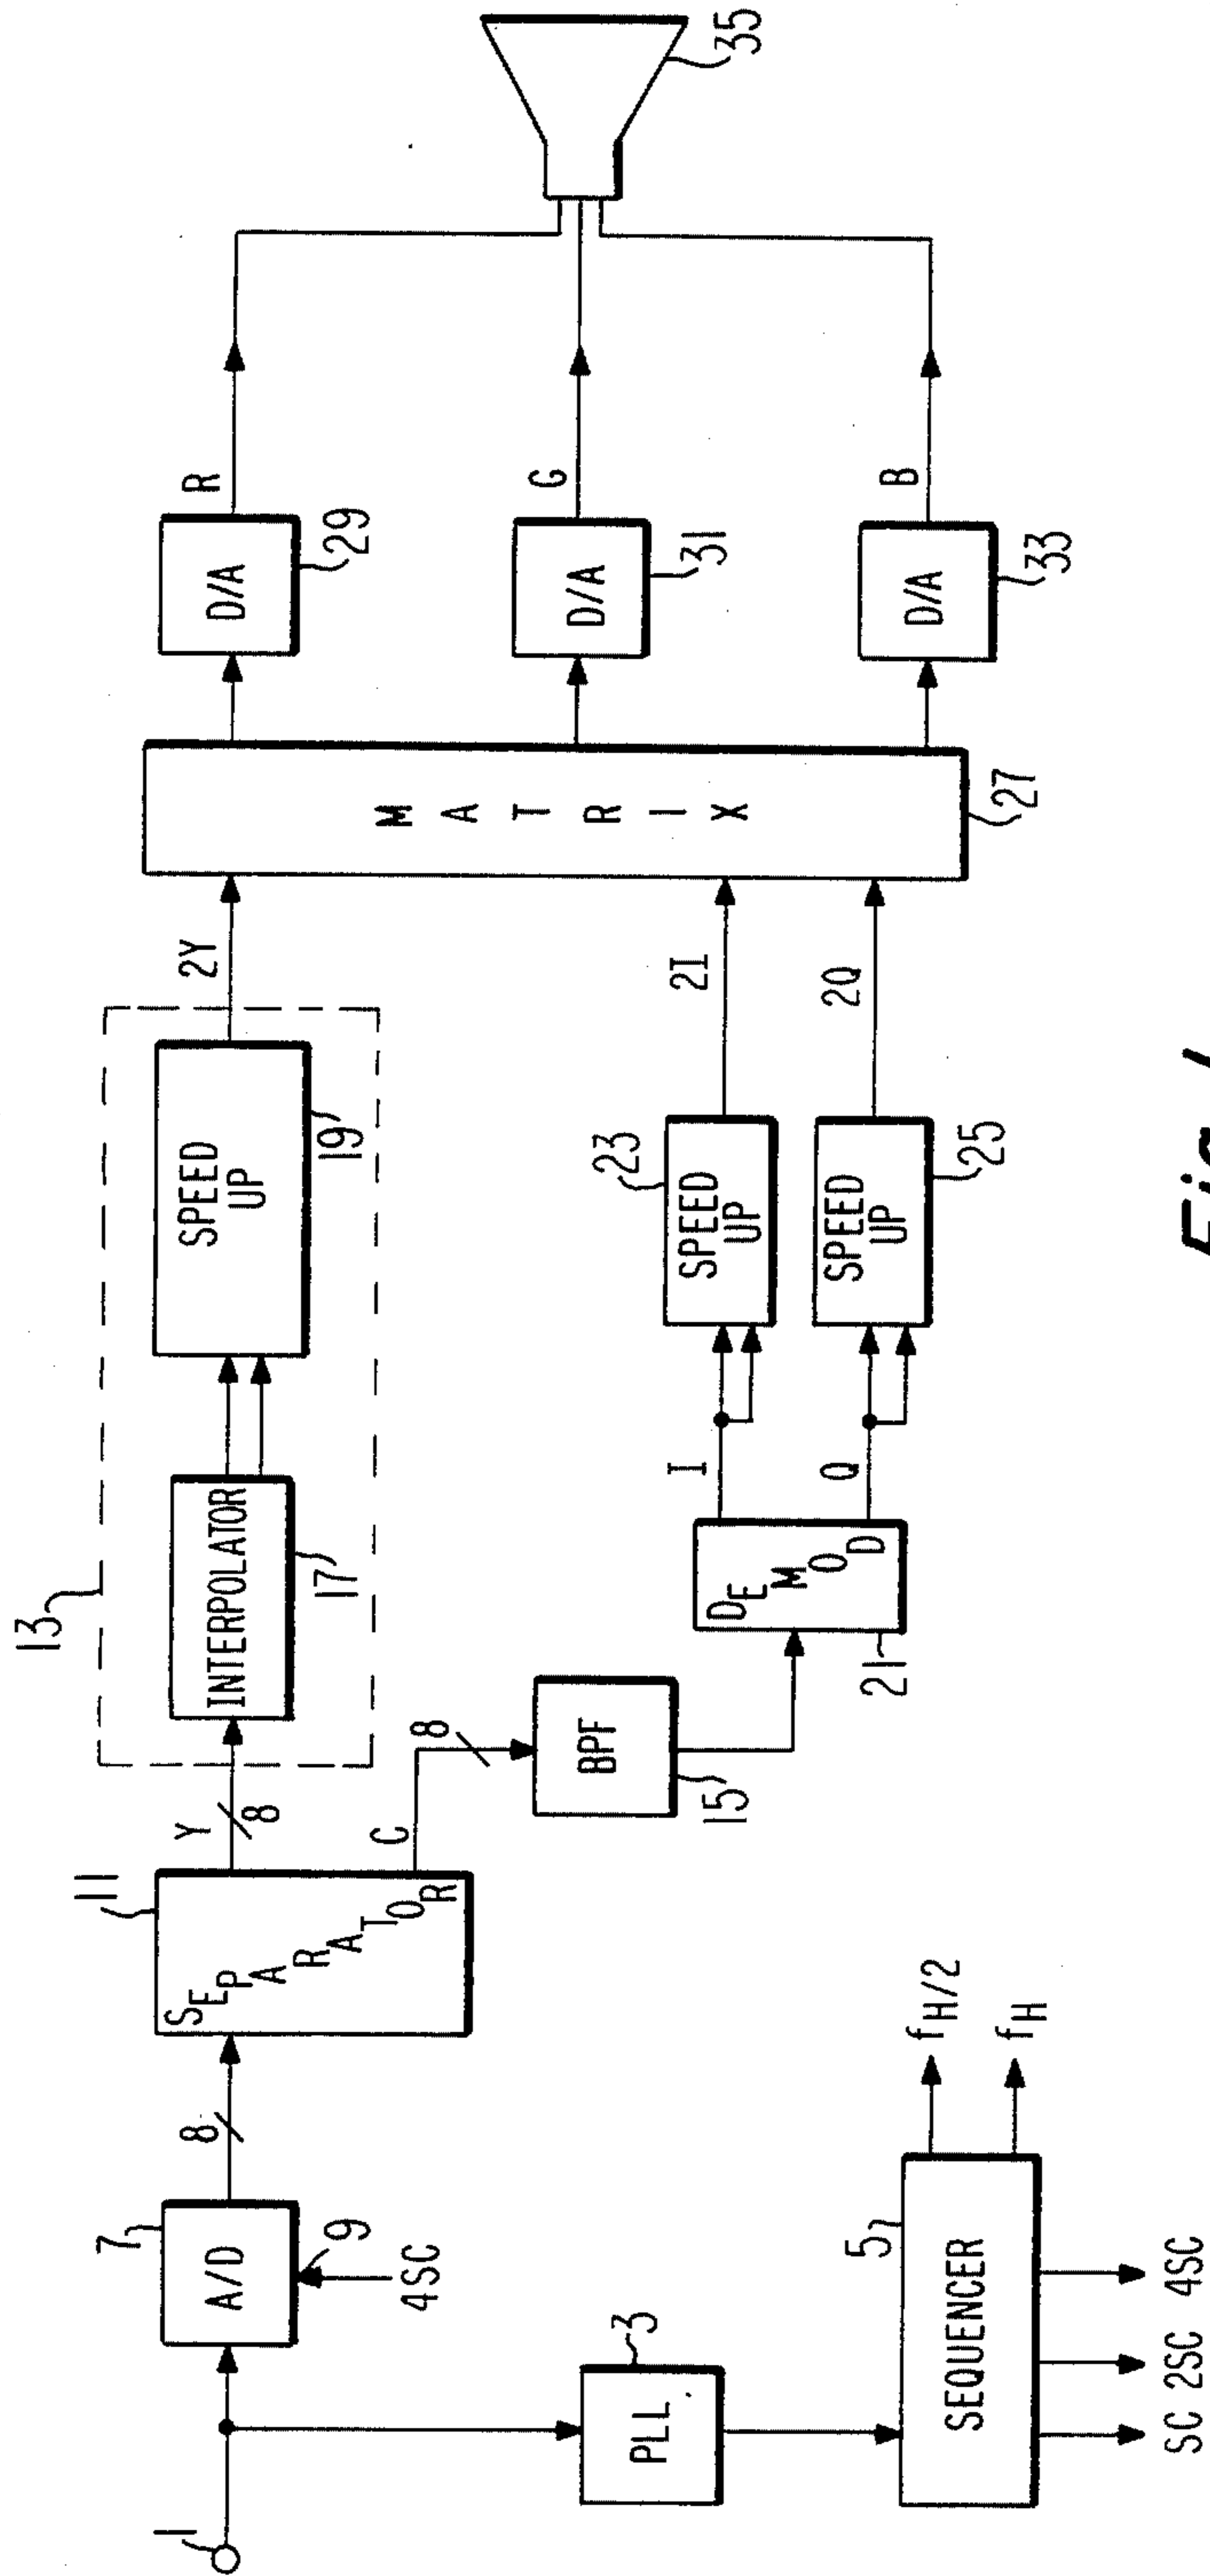 1
7
A/D
9
4SC
8
11
SEPARATOR
Y
8
C
8
13
INTERPOLATOR
17
SPEED
UP
19
2Y
BPF
15
DEMOD
21
I
Q
SPEED
UP
23
SPEED
UP
25
2I
2Q
MATRIX
27
D/A
29
R
D/A
31
G
D/A
33
B
35
3
PLL
5
SEQUENCER
fH/2
fH
SC 2SC 4SC
Fig. 1